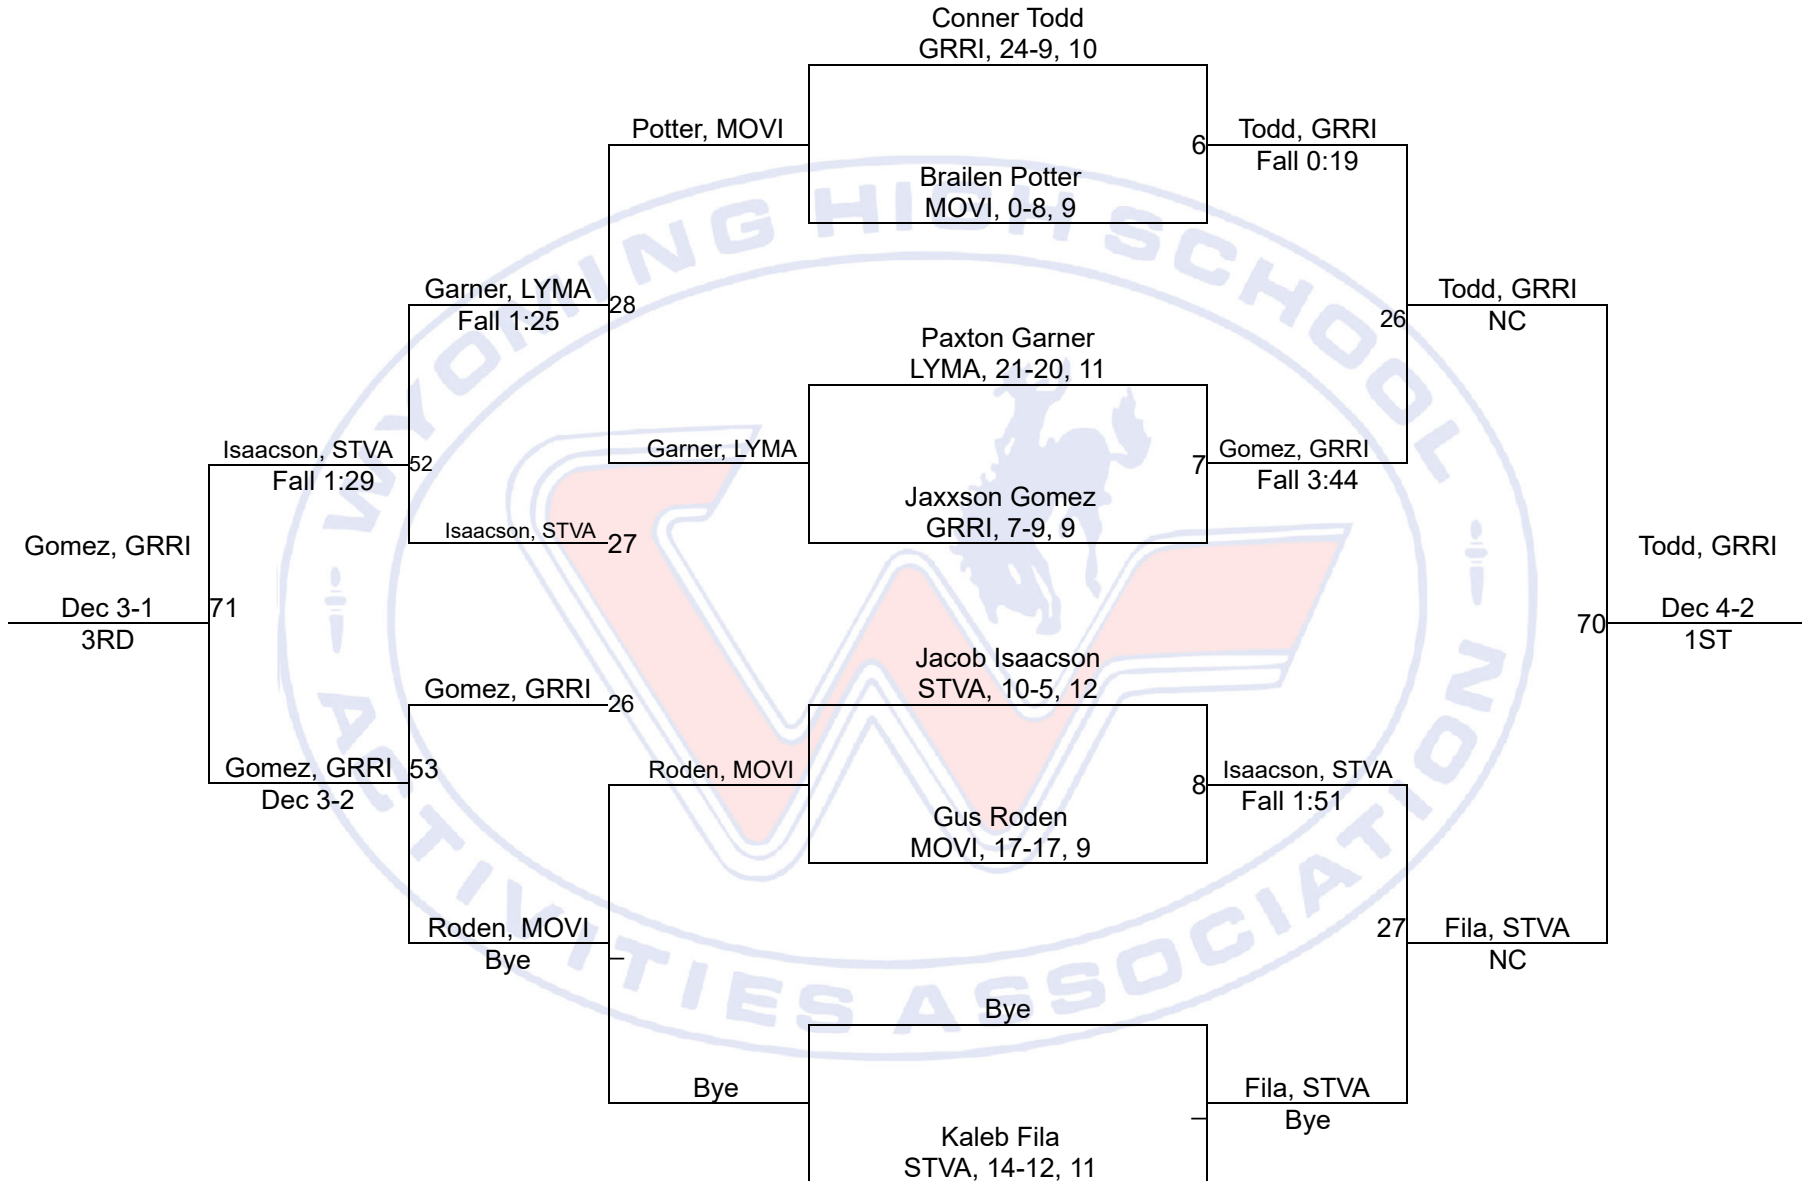 Conner Todd
GRRI, 24-9, 10
Potter, MOVI
6
Todd, GRRI
Fall 0:19
Brailen Potter
MOVI, 0-8, 9
WYOMING HIGH SCHOOL
ACTIVITIES ASSOCIATION
Garner, LYMA
28
Fall 1:25
Todd, GRRI
26
NC
Paxton Garner
LYMA, 21-20, 11
Isaacson, STVA
52
Fall 1:29
Garner, LYMA
7
Gomez, GRRI
Fall 3:44
Jaxxson Gomez
GRRI, 7-9, 9
Isaacson, STVA
27
Gomez, GRRI
Dec 3-1
71
3RD
Todd, GRRI
70
Dec 4-2
1ST
Jacob Isaacson
STVA, 10-5, 12
Gomez, GRRI
26
Gomez, GRRI
53
Dec 3-2
Roden, MOVI
8
Isaacson, STVA
Fall 1:51
Gus Roden
MOVI, 17-17, 9
Roden, MOVI
Bye
27
Fila, STVA
NC
Bye
Bye
Fila, STVA
Bye
Kaleb Fila
STVA, 14-12, 11